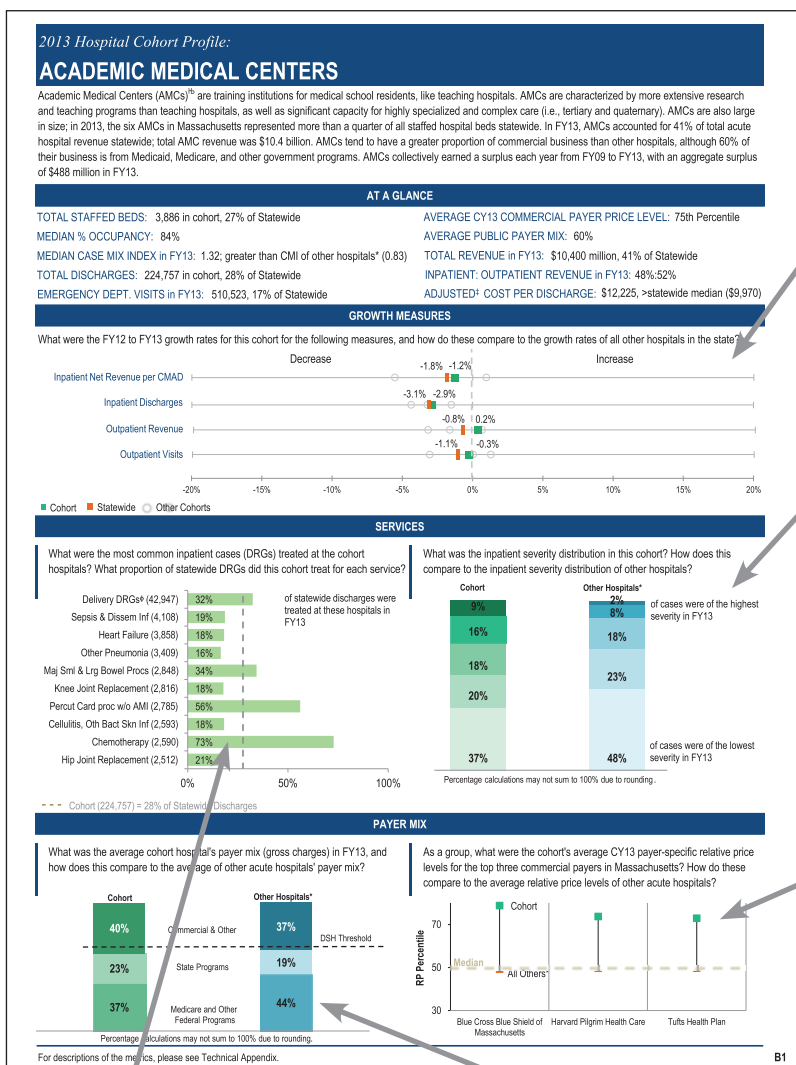 2013 Hospital Cohort Profile:
ACADEMIC MEDICAL CENTERS
Academic Medical Centers (AMCs)Hb are training institutions for medical school residents, like teaching hospitals. AMCs are characterized by more extensive research
and teaching programs than teaching hospitals, as well as significant capacity for highly specialized and complex care (i.e., tertiary and quaternary). AMCs are also large
in size; in 2013, the six AMCs in Massachusetts represented more than a quarter of all staffed hospital beds statewide. In FY13, AMCs accounted for 41% of total acute
hospital revenue statewide; total AMC revenue was $10.4 billion. AMCs tend to have a greater proportion of commercial business than other hospitals, although 60% of
their business is from Medicaid, Medicare, and other government programs. AMCs collectively earned a surplus each year from FY09 to FY13, with an aggregate surplus
of $488 million in FY13.
AT A GLANCE
TOTAL STAFFED BEDS: 3,886 in cohort, 27% of Statewide
MEDIAN % OCCUPANCY: 84%
MEDIAN CASE MIX INDEX in FY13: 1.32; greater than CMI of other hospitals* (0.83)
TOTAL DISCHARGES: 224,757 in cohort, 28% of Statewide
EMERGENCY DEPT. VISITS in FY13: 510,523, 17% of Statewide
AVERAGE CY13 COMMERCIAL PAYER PRICE LEVEL: 75th Percentile
AVERAGE PUBLIC PAYER MIX: 60%
TOTAL REVENUE in FY13: $10,400 million, 41% of Statewide
INPATIENT: OUTPATIENT REVENUE in FY13: 48%:52%
ADJUSTED‡ COST PER DISCHARGE: $12,225, >statewide median ($9,970)
GROWTH MEASURES
What were the FY12 to FY13 growth rates for this cohort for the following measures, and how do these compare to the growth rates of all other hospitals in the state?
Decrease Increase
-1.8% -1.2%
Inpatient Net Revenue per CMAD
-3.1% -2.9%
Inpatient Discharges
-0.8% 0.2%
Outpatient Revenue
-1.1% -0.3%
Outpatient Visits
-20% -15% -10% -5% 0% 5% 10% 15% 20%
Cohort Statewide Other Cohorts
SERVICES
What were the most common inpatient cases (DRGs) treated at the cohort
hospitals? What proportion of statewide DRGs did this cohort treat for each service?
Delivery DRGsᶲ (42,947) 32%
Sepsis & Dissem Inf (4,108) 19%
Heart Failure (3,858) 18%
Other Pneumonia (3,409) 16%
Maj Sml & Lrg Bowel Procs (2,848) 34%
Knee Joint Replacement (2,816) 18%
Percut Card proc w/o AMI (2,785) 56%
Cellulitis, Oth Bact Skn Inf (2,593) 18%
Chemotherapy (2,590) 73%
Hip Joint Replacement (2,512) 21%
of statewide discharges were
treated at these hospitals in
FY13
0% 50% 100%
Cohort (224,757) = 28% of Statewide Discharges
What was the inpatient severity distribution in this cohort? How does this
compare to the inpatient severity distribution of other hospitals?
Cohort Other Hospitals*
9%
16%
18%
20%
37%
2%
8%
18%
23%
48%
of cases were of the highest
severity in FY13
of cases were of the lowest
severity in FY13
Percentage calculations may not sum to 100% due to rounding.
PAYER MIX
What was the average cohort hospital's payer mix (gross charges) in FY13, and
how does this compare to the average of other acute hospitals' payer mix?
Cohort Other Hospitals*
40% Commercial & Other 37%
DSH Threshold
23% State Programs 19%
37% Medicare and Other
Federal Programs 44%
Percentage calculations may not sum to 100% due to rounding.
As a group, what were the cohort's average CY13 payer-specific relative price
levels for the top three commercial payers in Massachusetts? How do these
compare to the average relative price levels of other acute hospitals?
RP Percentile
70
50
30
Cohort
Median
All Others*
Blue Cross Blue Shield of
Massachusetts
Harvard Pilgrim Health Care
Tufts Health Plan
For descriptions of the metrics, please see Technical Appendix.
B1